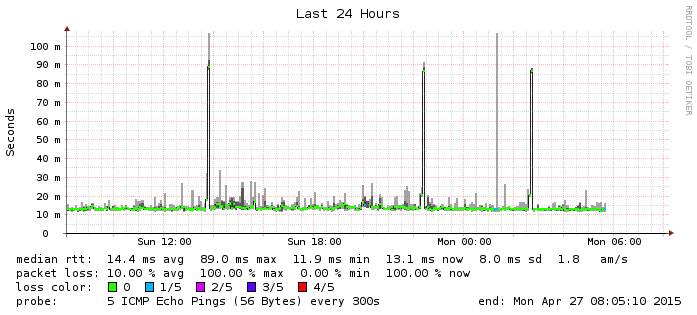 Last 24 Hours
RRDTOOL / TOBI OETIKER
Seconds
100 m
90 m
80 m
70 m
60 m
50 m
40 m
30 m
20 m
10 m
0
Sun 12:00 Sun 18:00 Mon 00:00 Mon 06:00
median rtt: 14.4 ms avg 89.0 ms max 11.9 ms min 13.1 ms now 8.0 ms sd 1.8 am/s
packet loss: 10.00 % avg 100.00 % max 0.00 % min 100.00 % now
loss color: 0 1/5 2/5 3/5 4/5
probe: 5 ICMP Echo Pings (56 Bytes) every 300s end: Mon Apr 27 08:05:10 2015